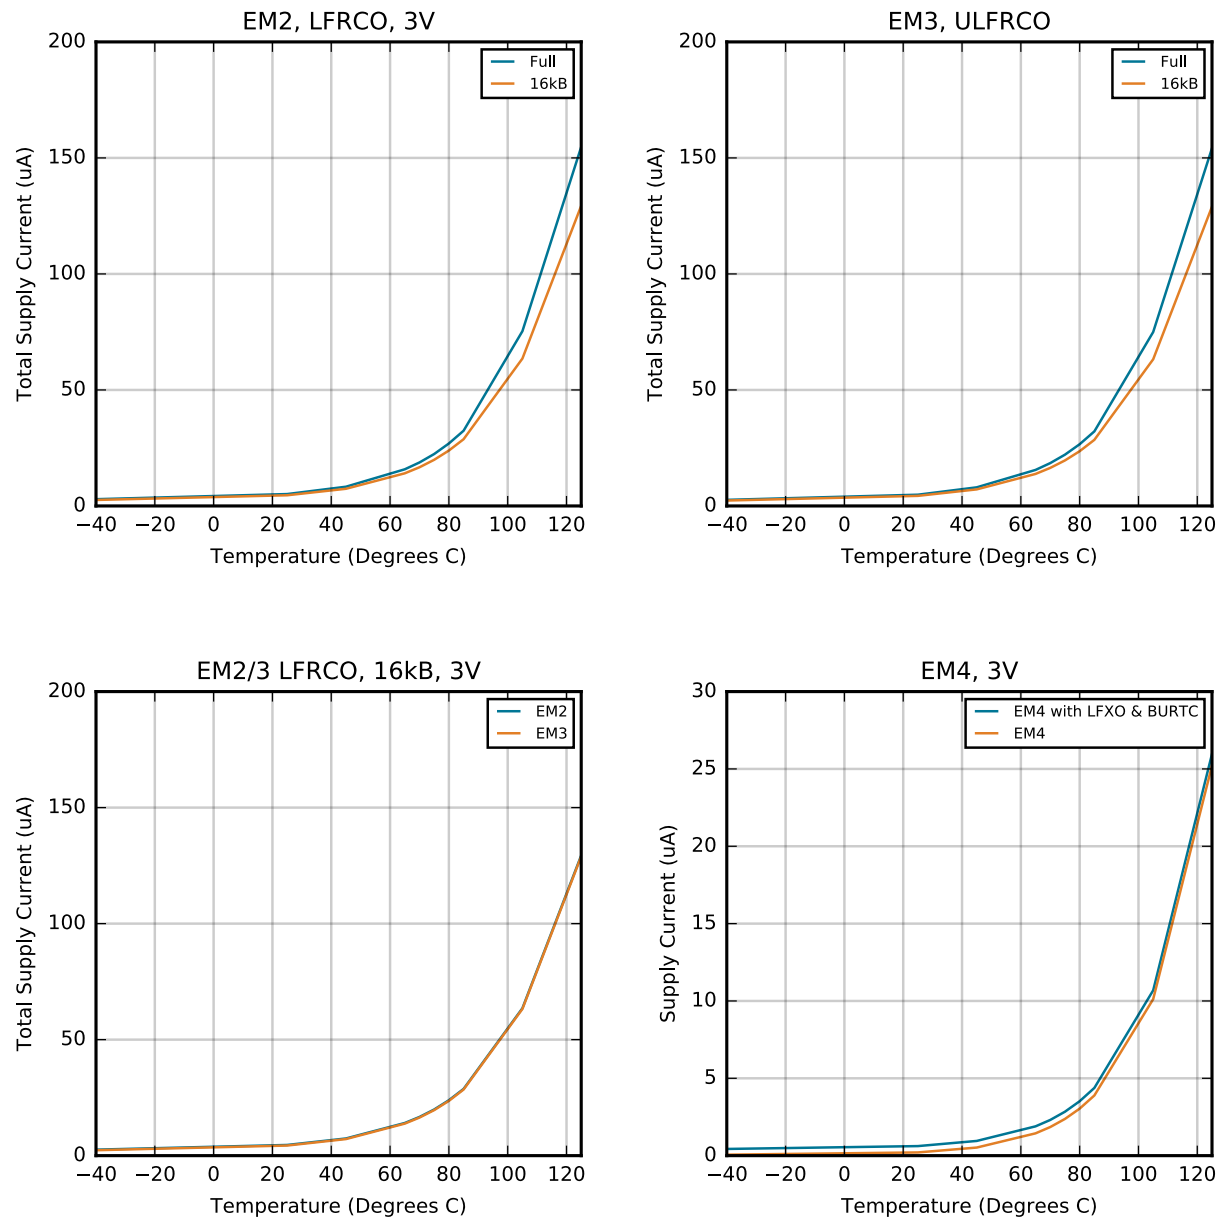 EM2, LFRCO, 3V
200
150
100
50
0
Total Supply Current (uA)
Full
16kB
−40 −20 0 20 40 60 80 100 120
Temperature (Degrees C)
EM3, ULFRCO
200
150
100
50
0
Total Supply Current (uA)
Full
16kB
−40 −20 0 20 40 60 80 100 120
Temperature (Degrees C)
EM2/3 LFRCO, 16kB, 3V
200
150
100
50
0
Total Supply Current (uA)
EM2
EM3
−40 −20 0 20 40 60 80 100 120
Temperature (Degrees C)
EM4, 3V
30
25
20
15
10
5
0
Supply Current (uA)
EM4 with LFXO & BURTC
EM4
−40 −20 0 20 40 60 80 100 120
Temperature (Degrees C)